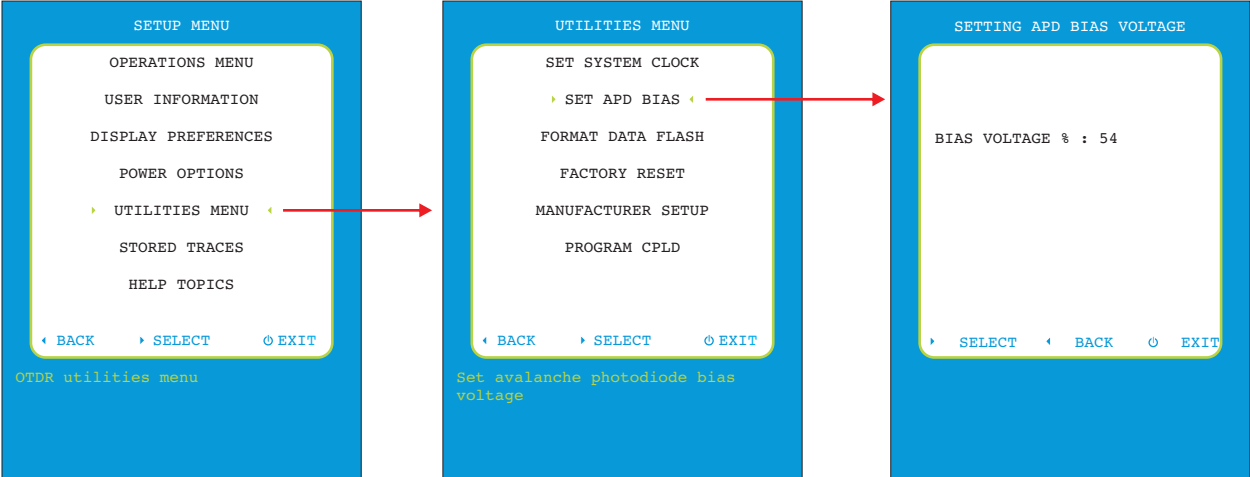 SETUP MENU
OPERATIONS MENU
USER INFORMATION
DISPLAY PREFERENCES
POWER OPTIONS
UTILITIES MENU
STORED TRACES
HELP TOPICS
BACK SELECT EXIT
OTDR utilities menu
UTILITIES MENU
SET SYSTEM CLOCK
SET APD BIAS
FORMAT DATA FLASH
FACTORY RESET
MANUFACTURER SETUP
PROGRAM CPLD
BACK SELECT EXIT
Set avalanche photodiode bias
voltage
SETTING APD BIAS VOLTAGE
BIAS VOLTAGE % : 54
SELECT BACK EXIT